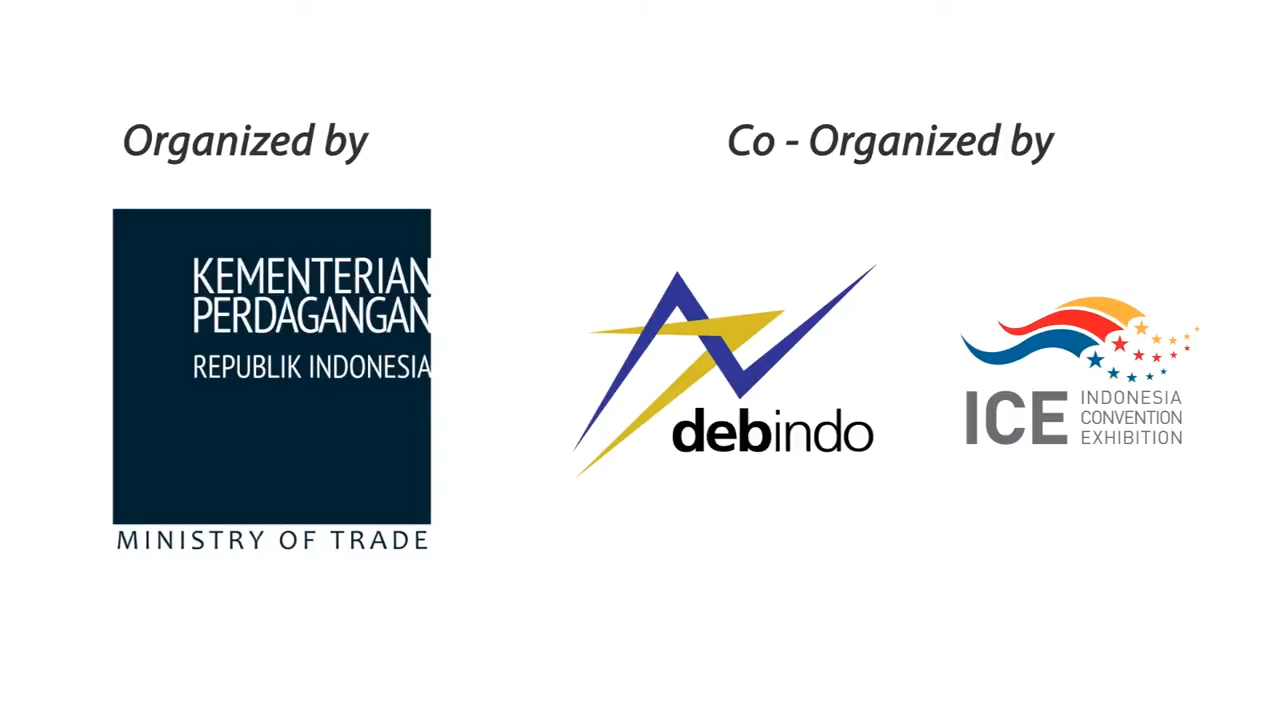 Organized by
KEMENTERIAN
PERDAGANGAN
REPUBLIK INDONESIA
MINISTRY OF TRADE
Co - Organized by
debindo
ICE
INDONESIA
CONVENTION
EXHIBITION